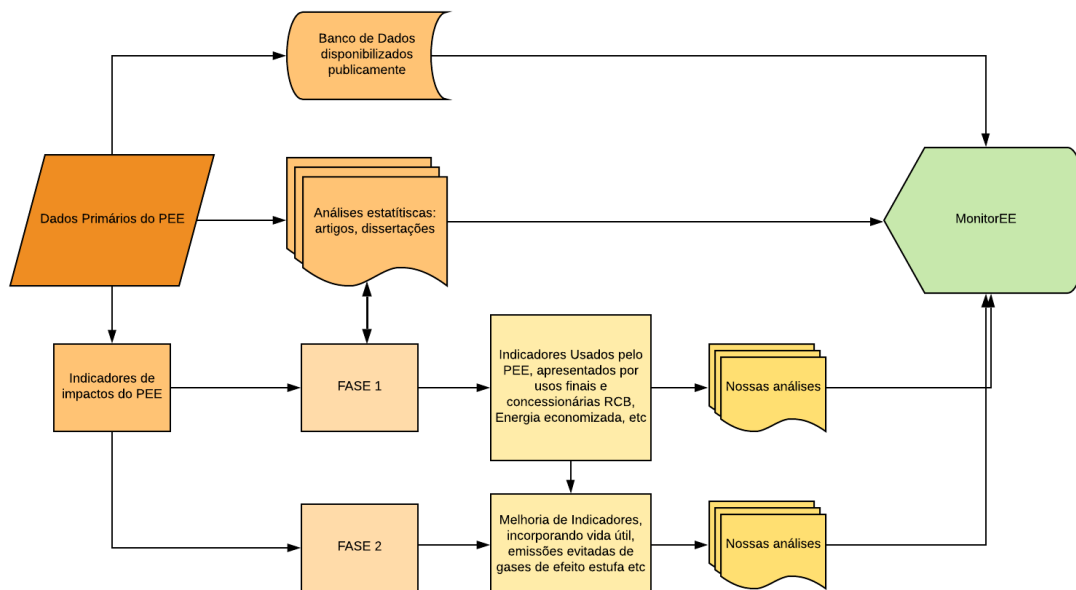 Banco de Dados
disponibilizados
publicamente
Dados Primários do PEE
Análises estatítiscas:
artigos, dissertações
MonitorEE
Indicadores de
impactos do PEE
FASE 1
Indicadores Usados pelo
PEE, apresentados por
usos finais e
concessionárias RCB,
Energia economizada, etc
Nossas análises
FASE 2
Melhoria de Indicadores,
incorporando vida útil,
emissões evitadas de
gases de efeito estufa etc
Nossas análises